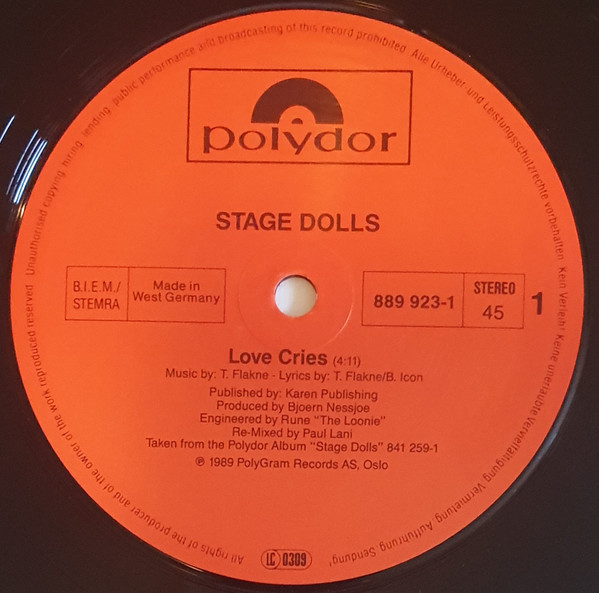 polydor
STAGE DOLLS
B.I.E.M./
STEMRA
Made in
West Germany
889 923-1
STEREO
45
1
Love Cries (4:11)
Music by: T. Flakne - Lyrics by: T. Flakne/B. Icon
Published by: Karen Publishing
Produced by Bjoern Nessjoe
Engineered by Rune "The Loonie"
Re-Mixed by Paul Lani
Taken from the Polydor Album "Stage Dolls" 841 259-1
℗ 1989 PolyGram Records AS, Oslo
LC 0309
All rights of the producer and of the owner of the work reproduced reserved. Unauthorised copying, hiring, lending, public performance and broadcasting of this record prohibited. Alle Urheber- und Leistungsschutzrechte vorbehalten. Kein Verleih! Keine unerlaubte Vervielfältigung, Vermietung, Aufführung, Sendung!